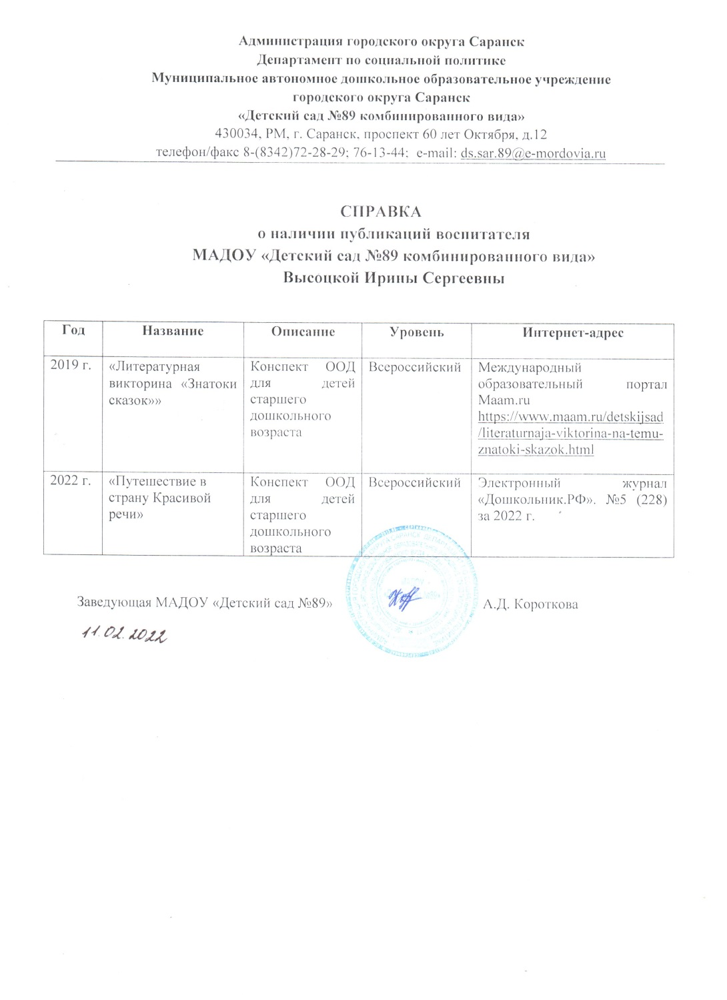 Администрация городского округа Саранск
Департамент по социальной политике
Муниципальное автономное дошкольное образовательное учреждение
городского округа Саранск
«Детский сад №89 комбинированного вида»
430034, РМ, г. Саранск, проспект 60 лет Октября, д.12
телефон/факс 8-(8342)72-28-29; 76-13-44; e-mail: ds.sar.89@e-mordovia.ru
СПРАВКА
о наличии публикаций воспитателя
МАДОУ «Детский сад №89 комбинированного вида»
Высоцкой Ирины Сергеевны
Год Название Описание Уровень Интернет-адрес
2019 г.
«Литературная
викторина «Знатоки
сказок»»
Конспект ООД
для детей
старшего
дошкольного
возраста
Всероссийский
Международный
образовательный портал
Maam.ru
https://www.maam.ru/detskijsad
/literaturnaja-viktorina-na-temu-
znatoki-skazok.html
2022 г.
«Путешествие в
страну Красивой
речи»
Конспект ООД
для детей
старшего
дошкольного
возраста
Всероссийский
Электронный журнал
«Дошкольник.РФ». №5 (228)
за 2022 г.
Заведующая МАДОУ «Детский сад №89» А.Д. Короткова
11.02.2022